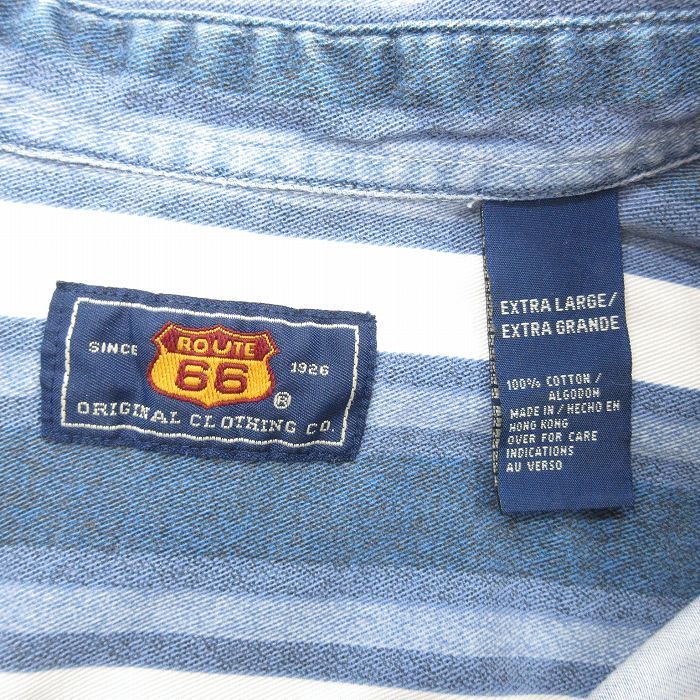 SINCE ROUTE 66 ® 1926
ORIGINAL CLOTHING CO.
EXTRA LARGE/
EXTRA GRANDE
100% COTTON /
ALGODON
MADE IN / HECHO EN
HONG KONG
OVER FOR CARE
INDICATIONS
AU VERSO